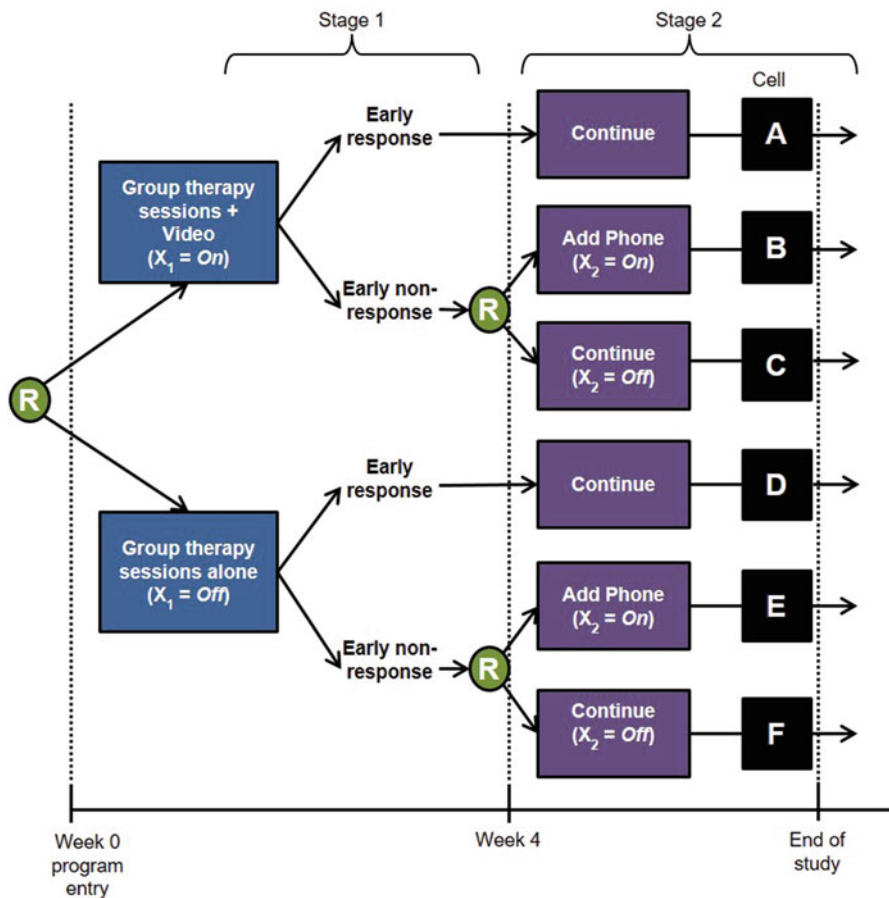 Stage 1
Stage 2
Cell
Early
response
Continue
A
Group therapy
sessions +
Video
(X₁ = On)
Add Phone
(X₂ = On)
B
Early non-
response
R
Continue
(X₂ = Off)
C
R
Early
response
Continue
D
Group therapy
sessions alone
(X₁ = Off)
Add Phone
(X₂ = On)
E
Early non-
response
R
Continue
(X₂ = Off)
F
Week 0
program
entry
Week 4
End of
study